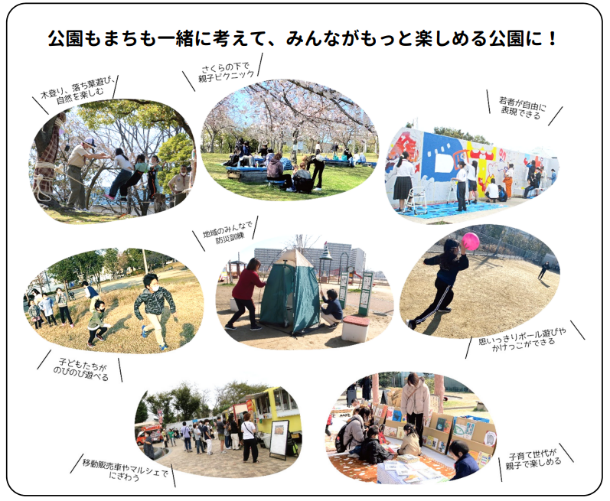 公園もまちも一緒に考えて、みんながもっと楽しめる公園に！
木登り、落ち葉遊び、
自然を楽しむ
さくらの下で
親子ピクニック
若者が自由に
表現できる
地域のみんなで
防災訓練
子どもたちが
のびのび遊べる
思いっきりボール遊びや
かけっこができる
移動販売車やマルシェで
にぎわう
子育て世代が
親子で楽しめる